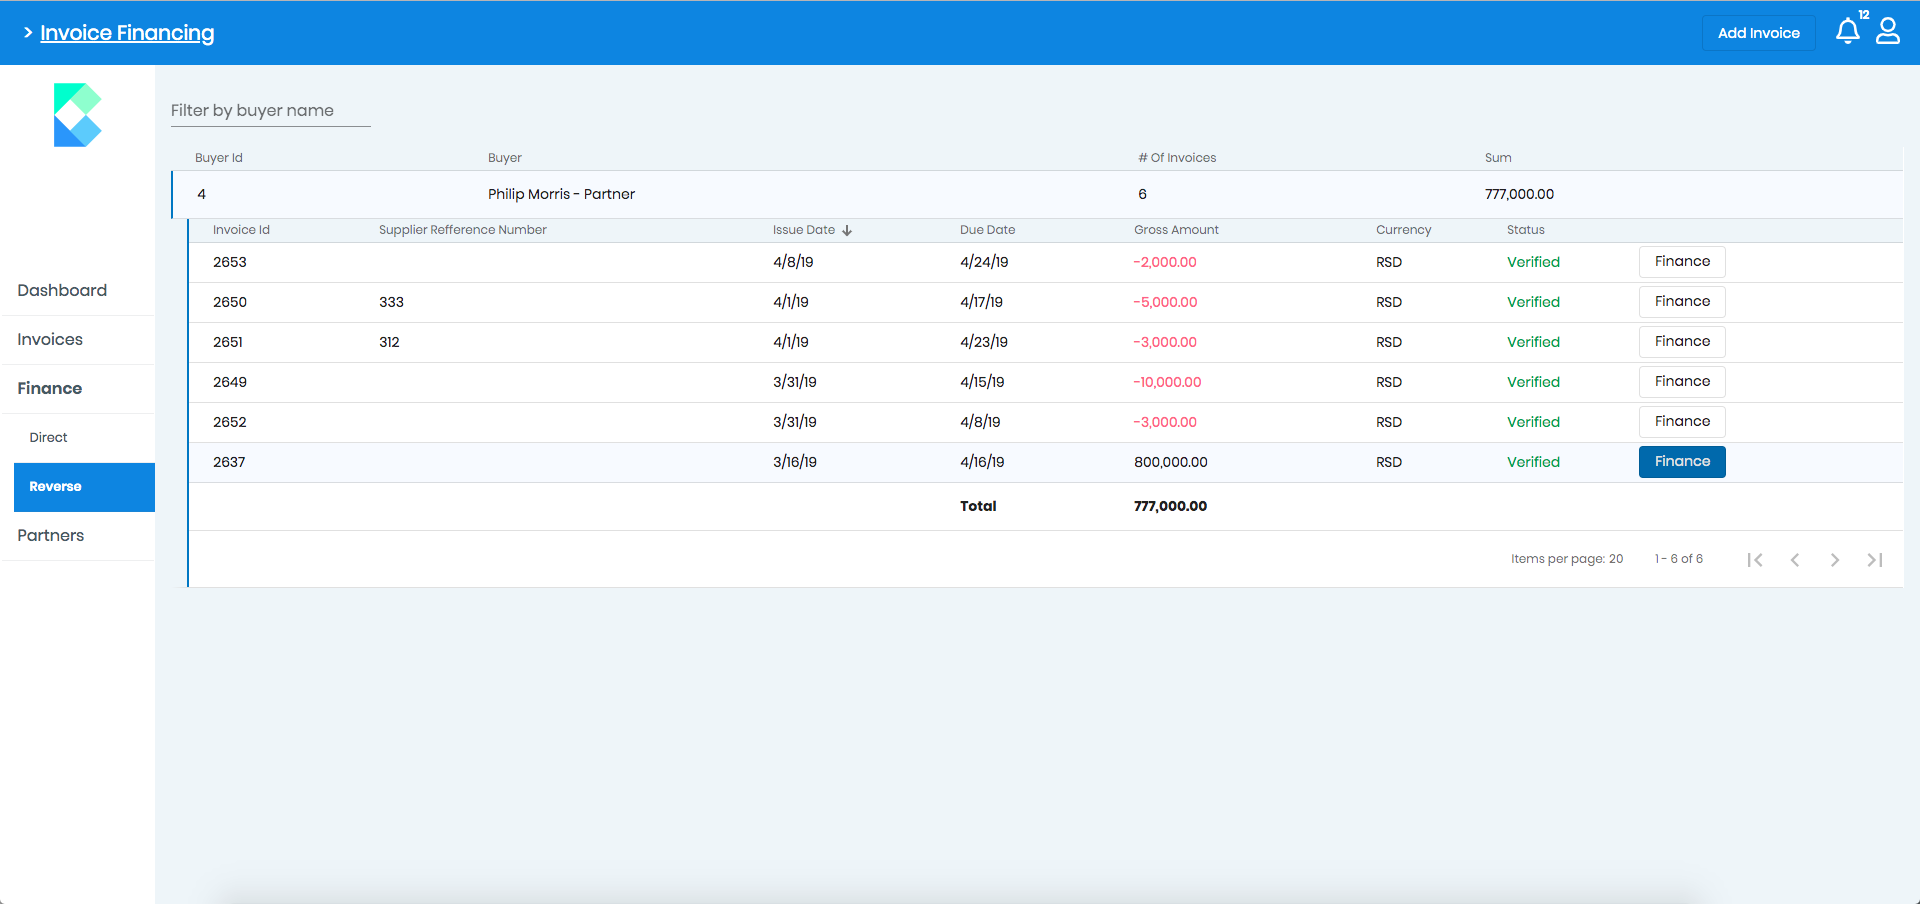 > Invoice Financing
Add Invoice
12
Filter by buyer name
Buyer Id Buyer # Of Invoices Sum
4 Philip Morris - Partner 6 777,000.00
Invoice Id Supplier Refference Number Issue Date Due Date Gross Amount Currency Status
2653 4/8/19 4/24/19 -2,000.00 RSD Verified Finance
2650 333 4/1/19 4/17/19 -5,000.00 RSD Verified Finance
2651 312 4/1/19 4/23/19 -3,000.00 RSD Verified Finance
2649 3/31/19 4/15/19 -10,000.00 RSD Verified Finance
2652 3/31/19 4/8/19 -3,000.00 RSD Verified Finance
2637 3/16/19 4/16/19 800,000.00 RSD Verified Finance
Total 777,000.00
Items per page: 20 1 - 6 of 6
Dashboard
Invoices
Finance
Direct
Reverse
Partners